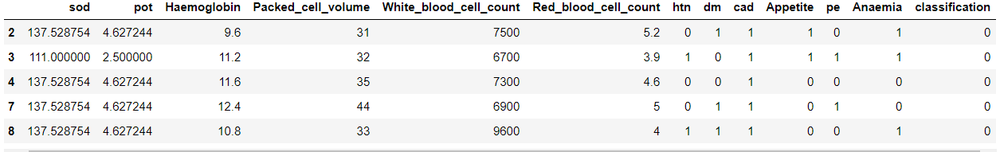 sod pot Haemoglobin Packed_cell_volume White_blood_cell_count Red_blood_cell_count htn dm cad Appetite pe Anaemia classification
2 137.528754 4.627244 9.6 31 7500 5.2 0 1 1 1 0 1 0
3 111.000000 2.500000 11.2 32 6700 3.9 1 0 1 1 1 1 0
4 137.528754 4.627244 11.6 35 7300 4.6 0 0 1 0 0 0 0
7 137.528754 4.627244 12.4 44 6900 5 0 1 1 0 1 0 0
8 137.528754 4.627244 10.8 33 9600 4 1 1 1 0 0 1 0